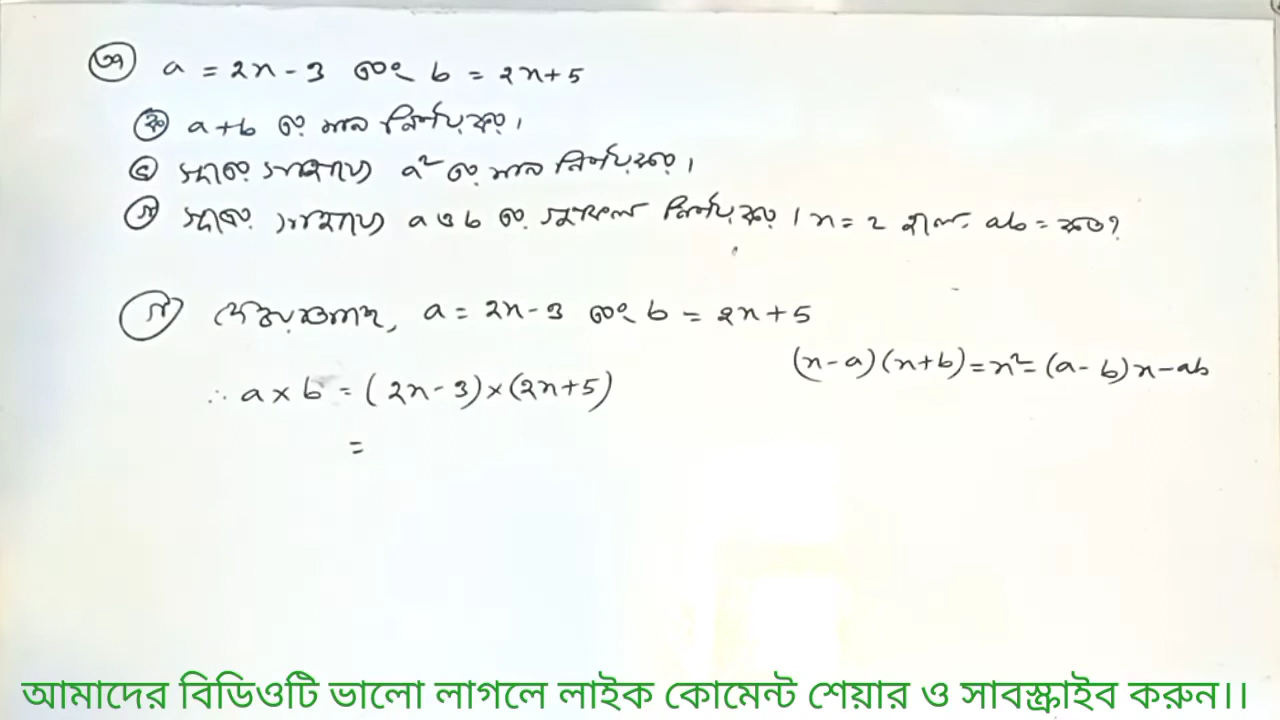 ৩৭ a = 2x - 3 এবং b = 2x + 5
ক a + b এর মান নির্ণয় কর।
খ সূত্রের সাহায্যে a² এর মান নির্ণয় কর।
গ সূত্রের সাহায্যে a ও b এর গুণফল নির্ণয় কর। x = 2 হলে ab = কত?
গ দেওয়া আছে, a = 2x - 3 এবং b = 2x + 5
(x - a)(x + b) = x² = (a - b)x - ab
∴ a × b = (2x - 3) × (2x + 5)
=
আমাদের বিডিওটি ভালো লাগলে লাইক কোমেন্ট শেয়ার ও সাবস্ক্রাইব করুন।।